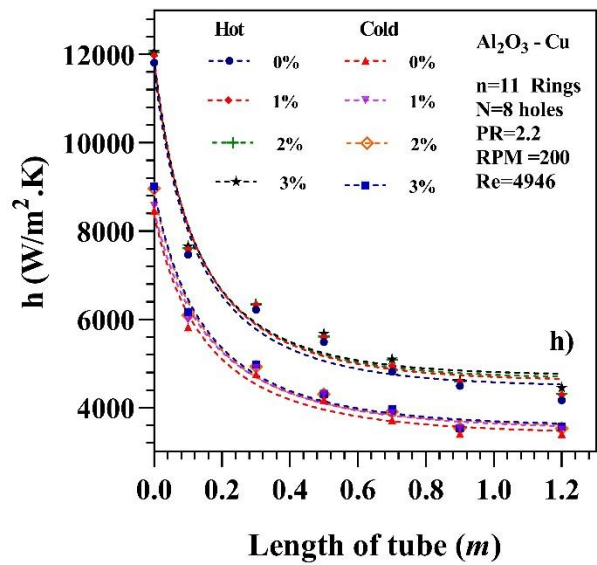 Hot Cold
0% 0%
1% 1%
2% 2%
3% 3%
Al₂O₃ - Cu
n=11 Rings
N=8 holes
PR=2.2
RPM =200
Re=4946
h)
h (W/m² .K)
12000
10000
8000
6000
4000
0.0 0.2 0.4 0.6 0.8 1.0 1.2
Length of tube (m)